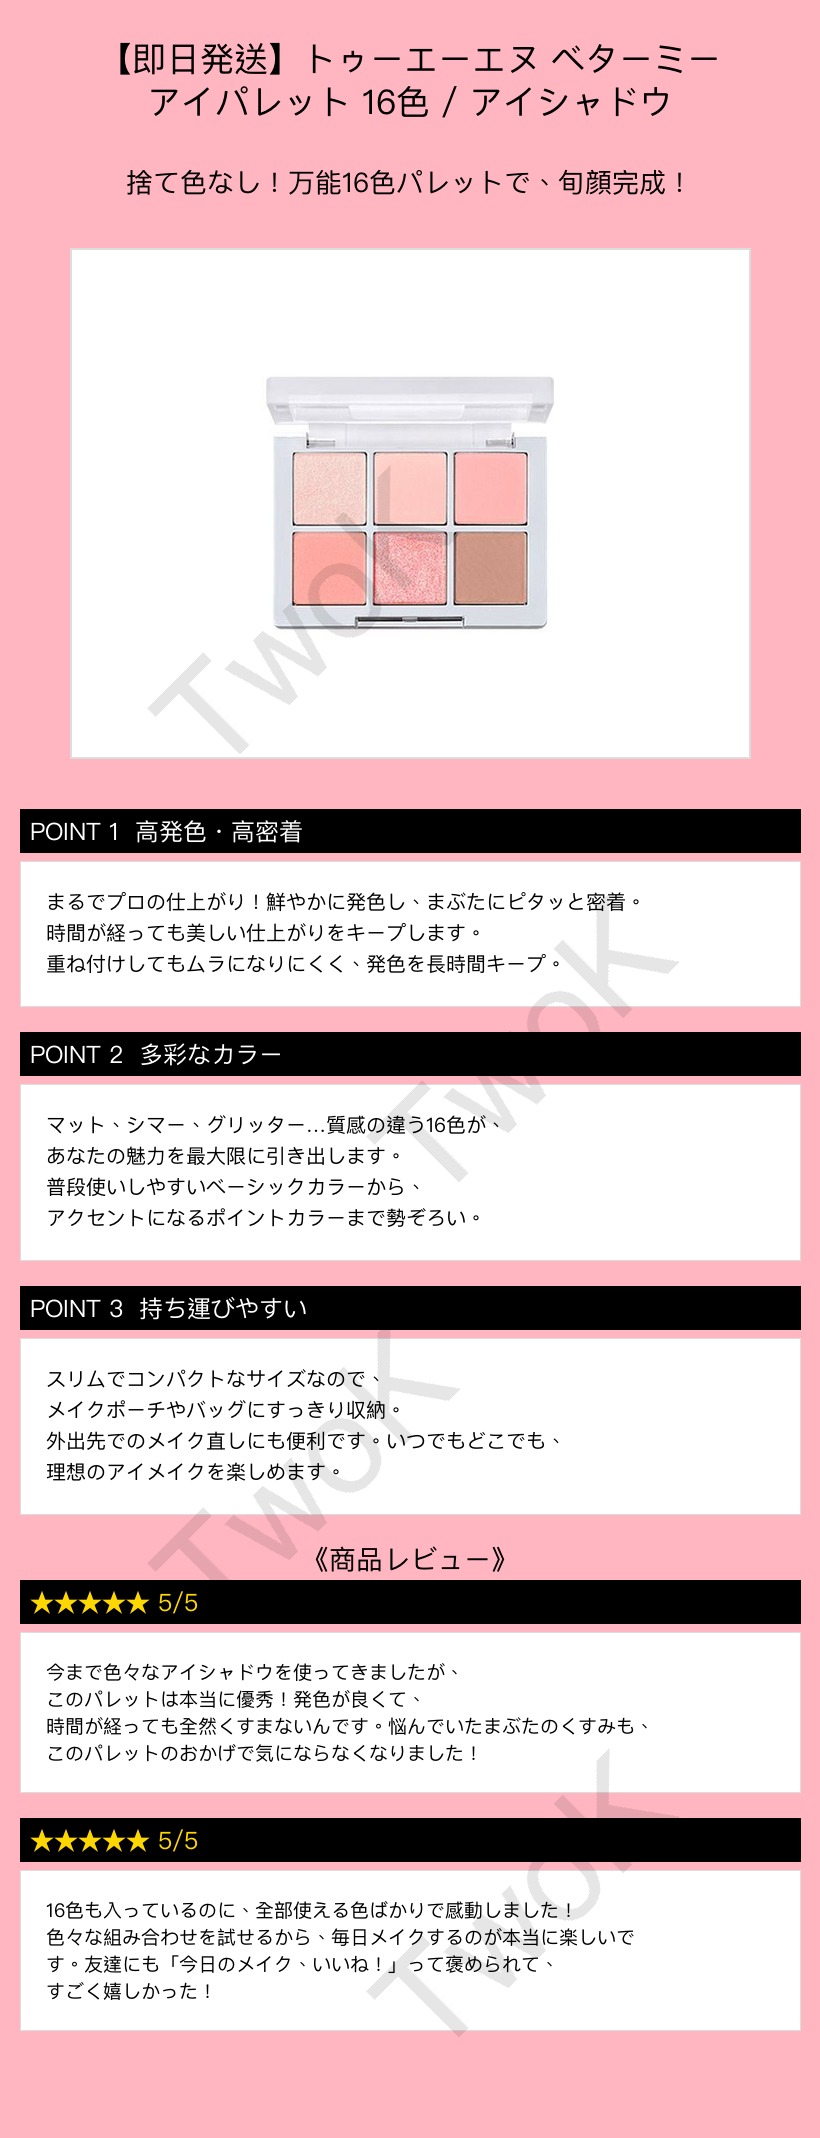 【即日発送】トゥーエーエヌ ベターミー
アイパレット 16色 / アイシャドウ
捨て色なし！万能16色パレットで、旬顔完成！
TwoK
POINT 1 高発色・高密着
まるでプロの仕上がり！鮮やかに発色し、まぶたにピタッと密着。
時間が経っても美しい仕上がりをキープします。
重ね付けしてもムラになりにくく、発色を長時間キープ。
TwoK
POINT 2 多彩なカラー
マット、シマー、グリッター…質感の違う16色が、
あなたの魅力を最大限に引き出します。
普段使いしやすいベーシックカラーから、
アクセントになるポイントカラーまで勢ぞろい。
POINT 3 持ち運びやすい
スリムでコンパクトなサイズなので、
メイクポーチやバッグにすっきり収納。
外出先でのメイク直しにも便利です。いつでもどこでも、
理想のアイメイクを楽しめます。
TwoK
《商品レビュー》
★★★★★ 5/5
今まで色々なアイシャドウを使ってきましたが、
このパレットは本当に優秀！発色が良くて、
時間が経っても全然くすまないんです。悩んでいたまぶたのくすみも、
このパレットのおかげで気にならなくなりました！
★★★★★ 5/5
16色も入っているのに、全部使える色ばかりで感動しました！
色々な組み合わせを試せるから、毎日メイクするのが本当に楽しいで
す。友達にも「今日のメイク、いいね！」って褒められて、
すごく嬉しかった！
TwoK